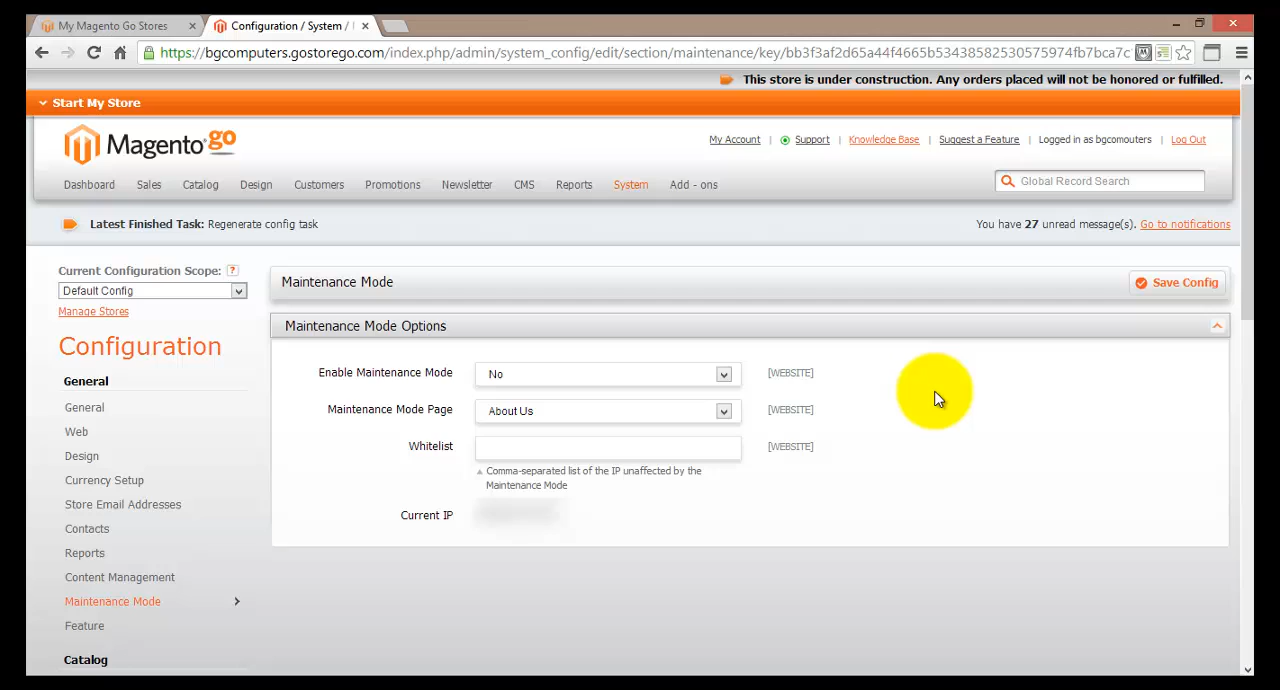 My Magento Go Stores
Configuration / System /
https://bgcomputers.gostorego.com/index.php/admin/system_config/edit/section/maintenance/key/bb3f3af2d65a44f4665b53438582530575974fb7bca7c
This store is under construction. Any orders placed will not be honored or fulfilled.
Start My Store
Magento go
My Account | Support | Knowledge Base | Suggest a Feature | Logged in as bgcomouters | Log Out
Dashboard Sales Catalog Design Customers Promotions Newsletter CMS Reports System Add - ons
Global Record Search
Latest Finished Task: Regenerate config task
You have 27 unread message(s). Go to notifications
Current Configuration Scope: ?
Default Config
Manage Stores
Configuration
General
General
Web
Design
Currency Setup
Store Email Addresses
Contacts
Reports
Content Management
Maintenance Mode
Feature
Catalog
Maintenance Mode
Save Config
Maintenance Mode Options
Enable Maintenance Mode No [WEBSITE]
Maintenance Mode Page About Us [WEBSITE]
Whitelist [WEBSITE]
Comma-separated list of the IP unaffected by the
Maintenance Mode
Current IP